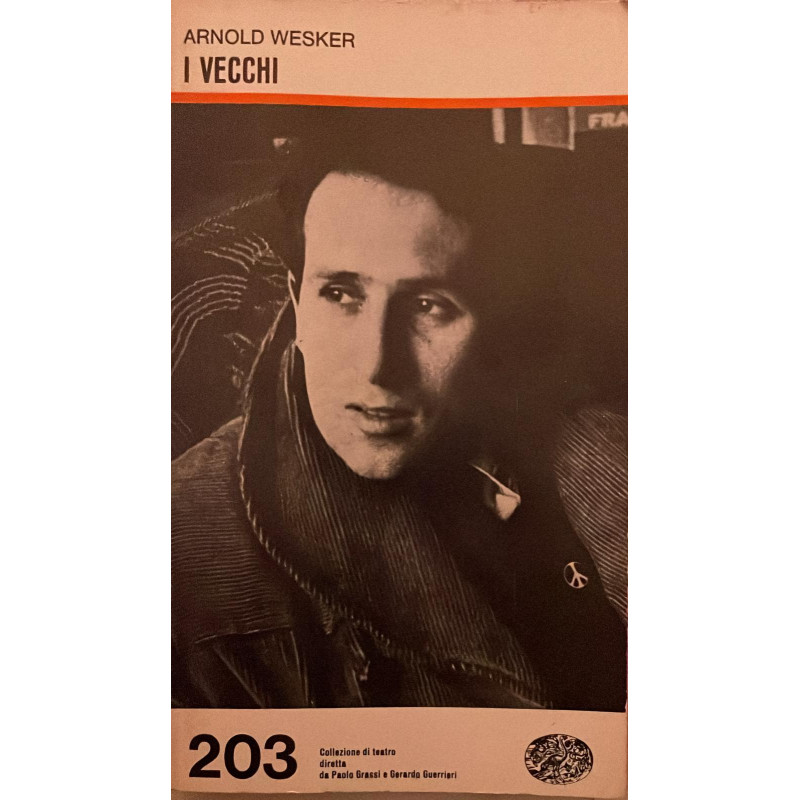 ARNOLD WESKER
I VECCHI
FRA
203
Collezione di teatro
diretta
da Paolo Grassi e Gerardo Guerrieri